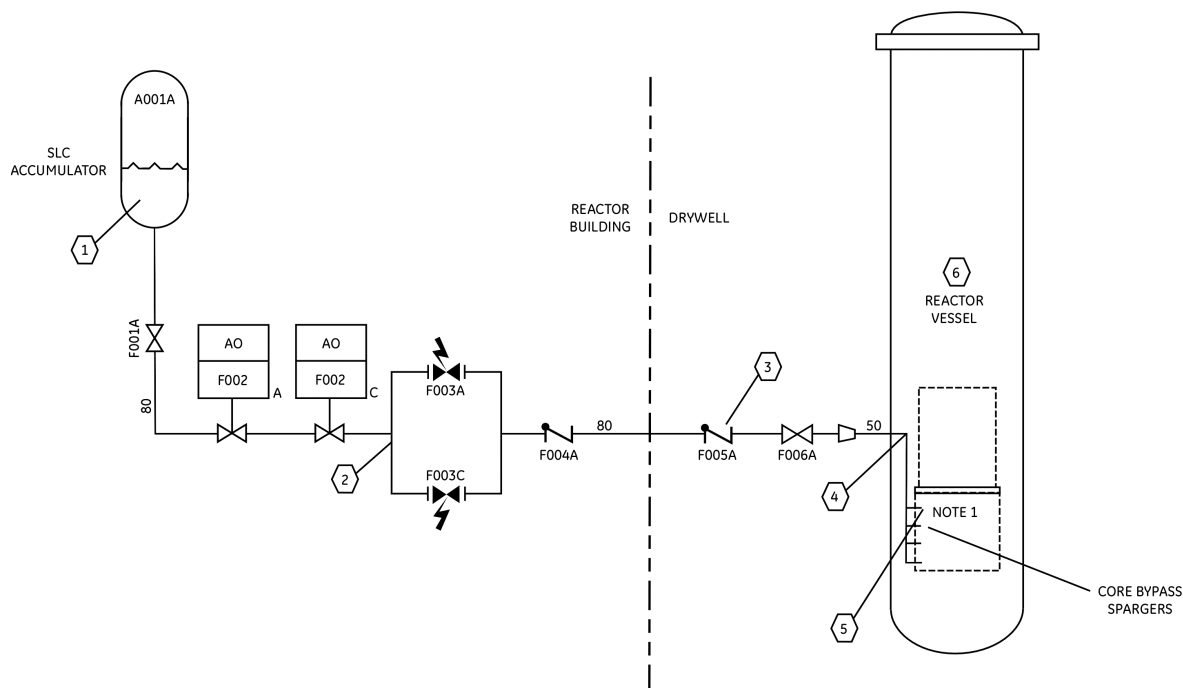 A001A
SLC
ACCUMULATOR
1
REACTOR
BUILDING
DRYWELL
6
REACTOR
VESSEL
F001A
80
AO
F002
A
AO
F002
C
F003A
F003C
2
F004A
80
3
F005A
F006A
50
4
NOTE 1
5
CORE BYPASS
SPARGERS